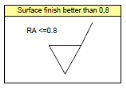 Surface finish better than 0,8
RA <=0.8